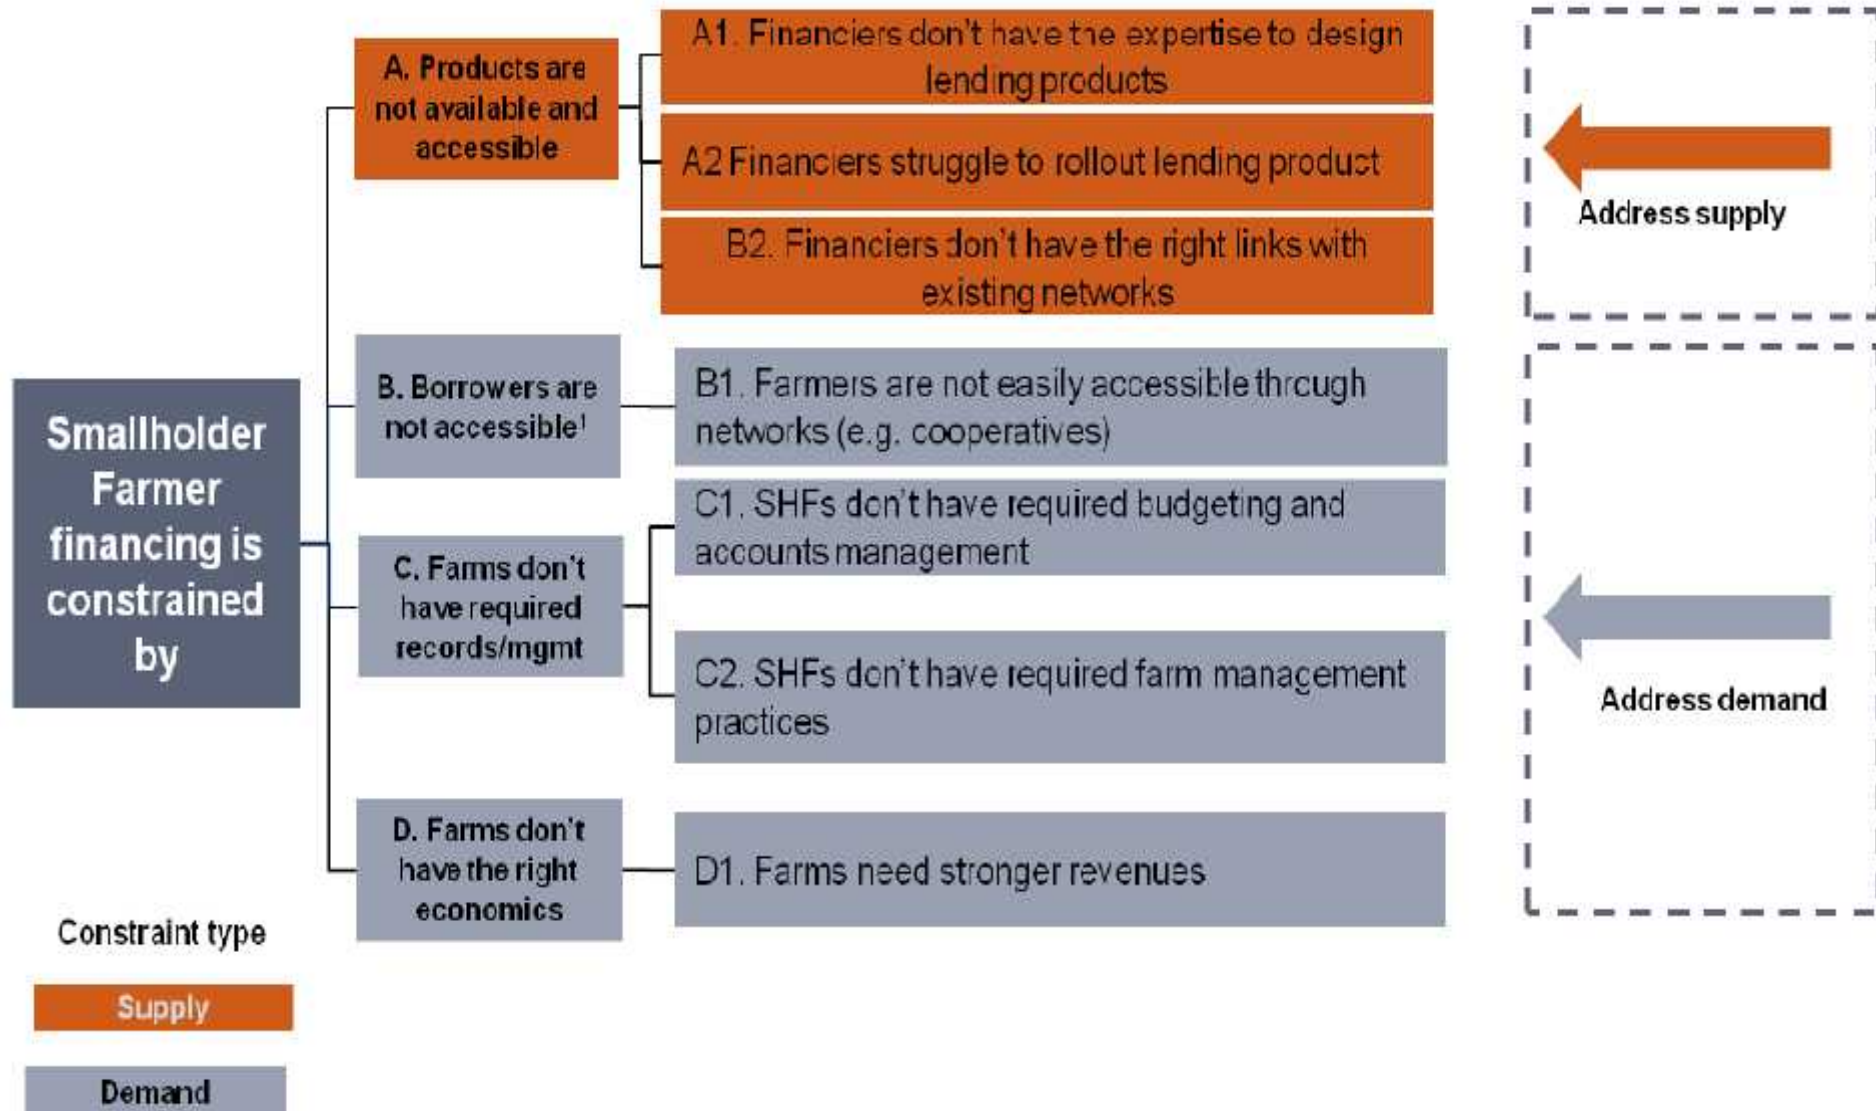 A. Products are
not available and
accessible
A1. Financiers don't have the expertise to design
lending products
A2 Financiers struggle to rollout lending product
B2. Financiers don't have the right links with
existing networks
Address supply
Smallholder
Farmer
financing is
constrained
by
B. Borrowers are
not accessible¹
B1. Farmers are not easily accessible through
networks (e.g. cooperatives)
C. Farms don't
have required
records/mgmt
C1. SHFs don't have required budgeting and
accounts management
C2. SHFs don't have required farm management
practices
Address demand
D. Farms don't
have the right
economics
D1. Farms need stronger revenues
Constraint type
Supply
Demand